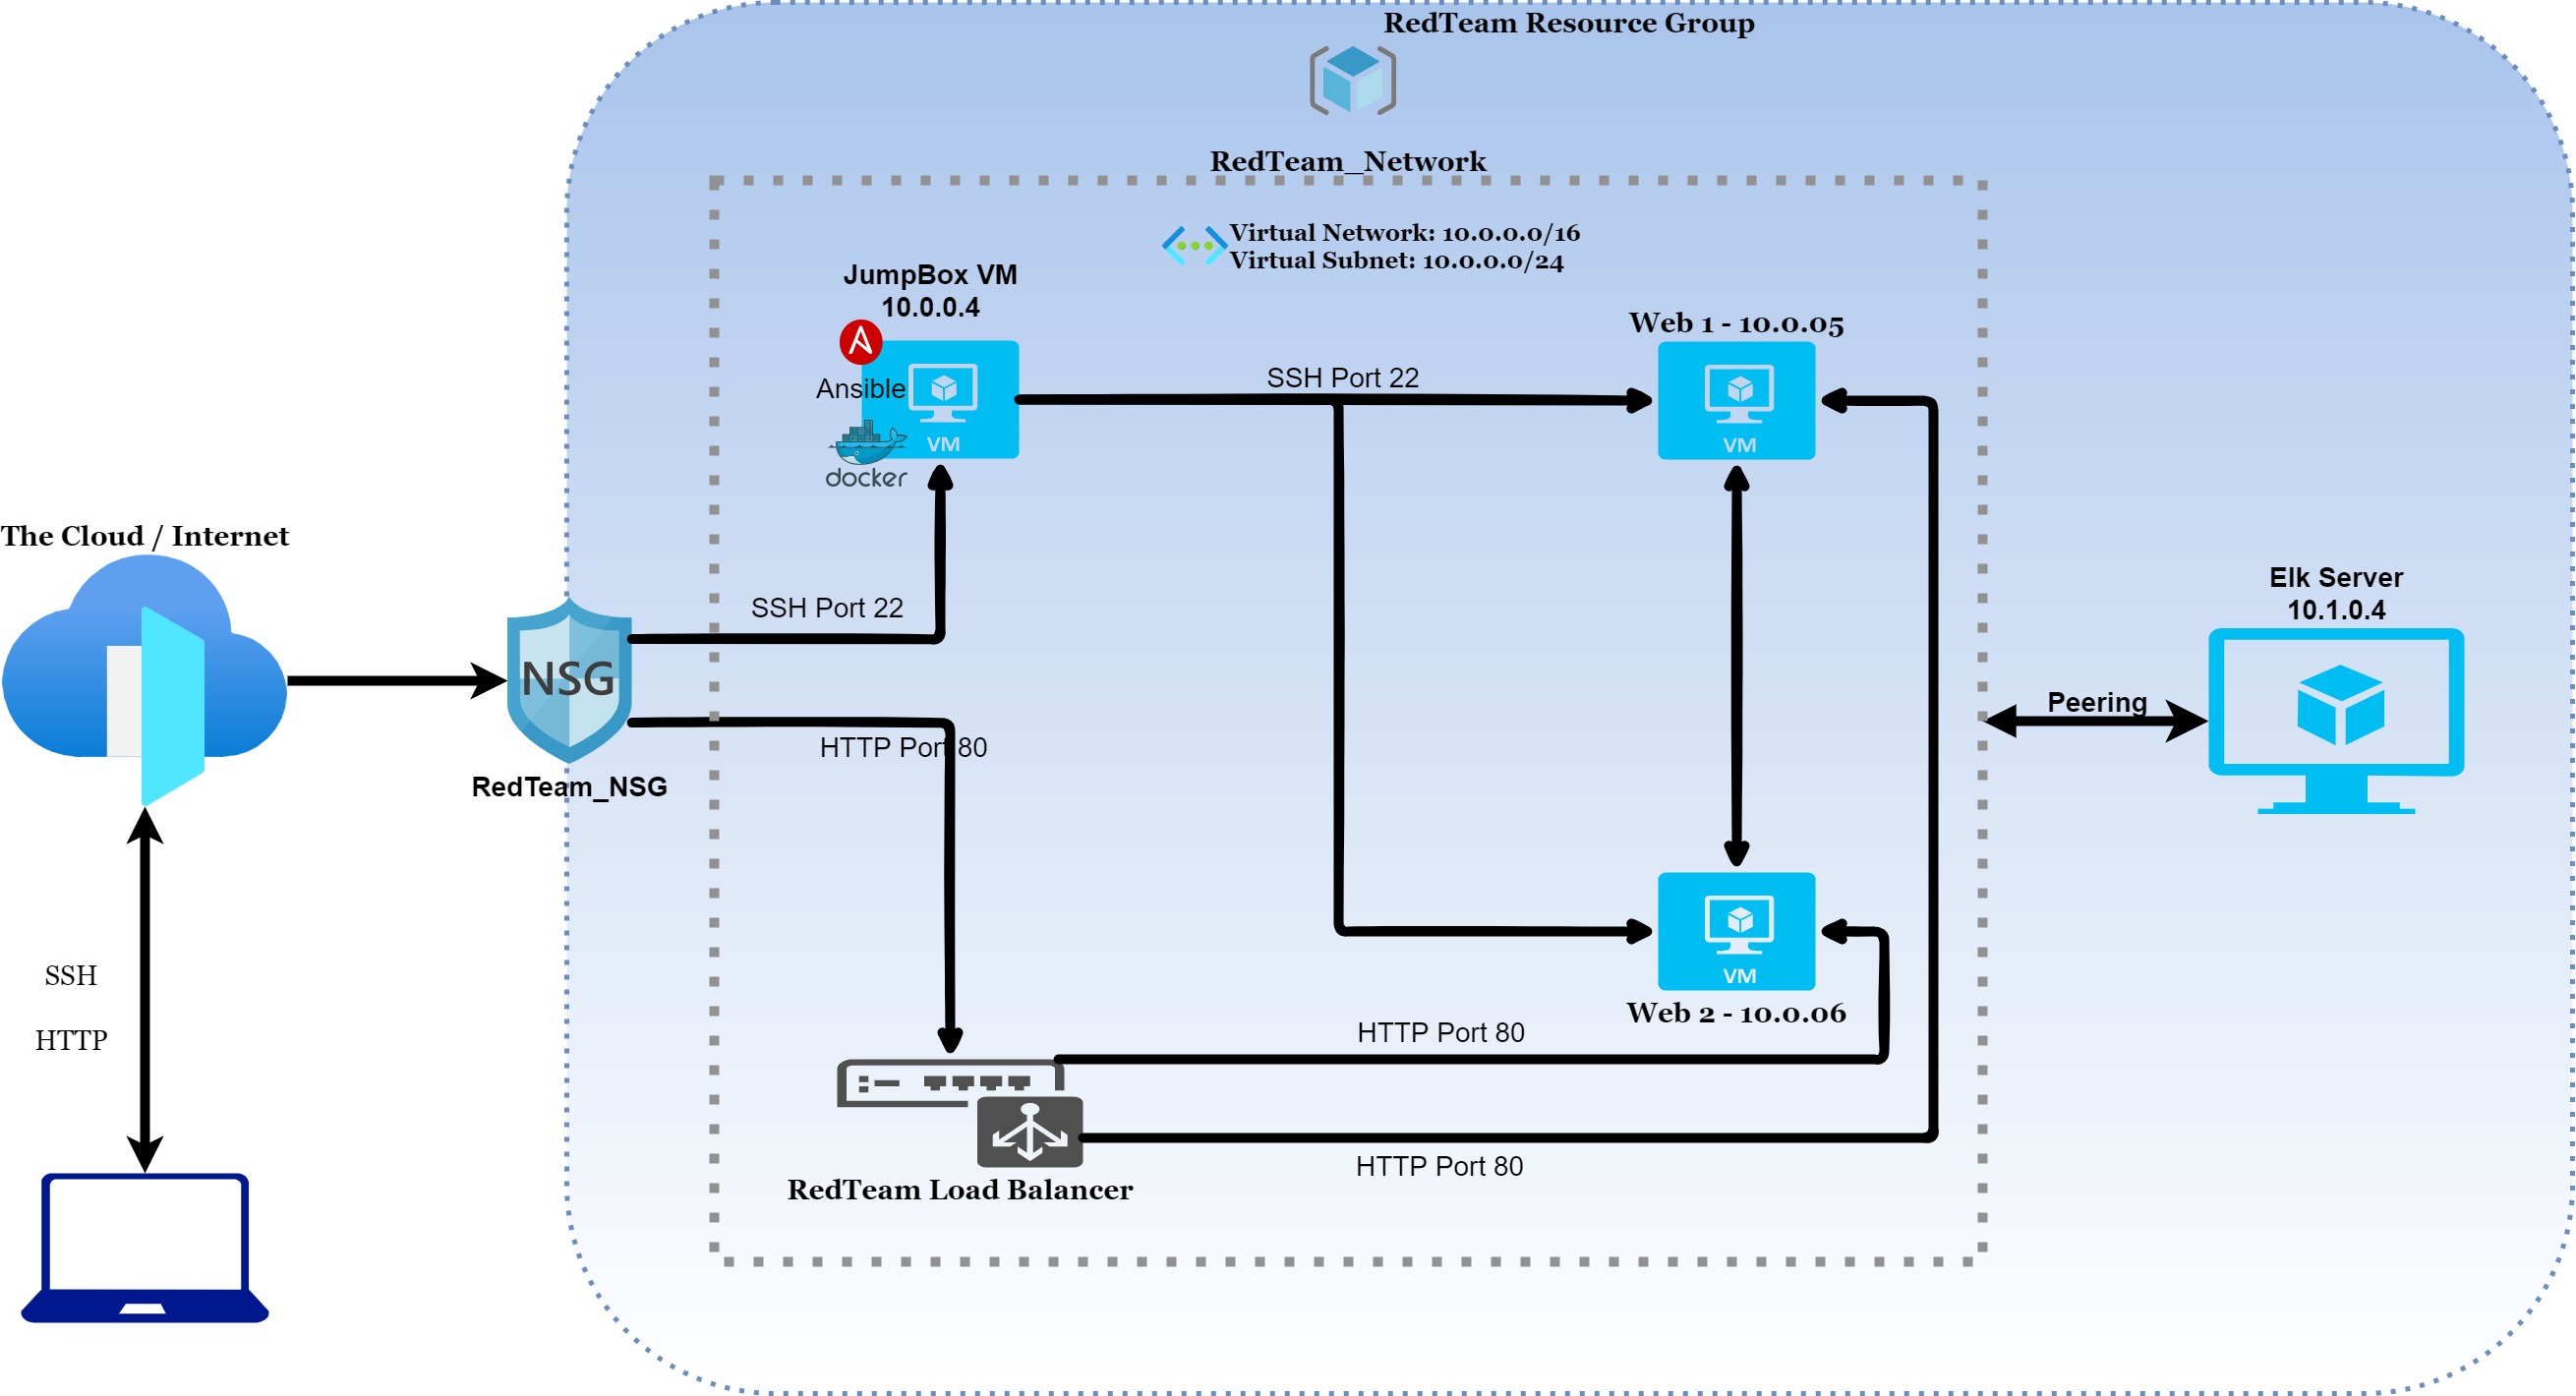 RedTeam Resource Group
RedTeam_Network
Virtual Network: 10.0.0.0/16
Virtual Subnet: 10.0.0.0/24
JumpBox VM
10.0.0.4
Ansible
docker
VM
SSH Port 22
Web 1 - 10.0.05
VM
The Cloud / Internet
SSH Port 22
NSG
RedTeam_NSG
HTTP Port 80
Elk Server
10.1.0.4
Peering
SSH
HTTP
VM
Web 2 - 10.0.06
HTTP Port 80
HTTP Port 80
RedTeam Load Balancer